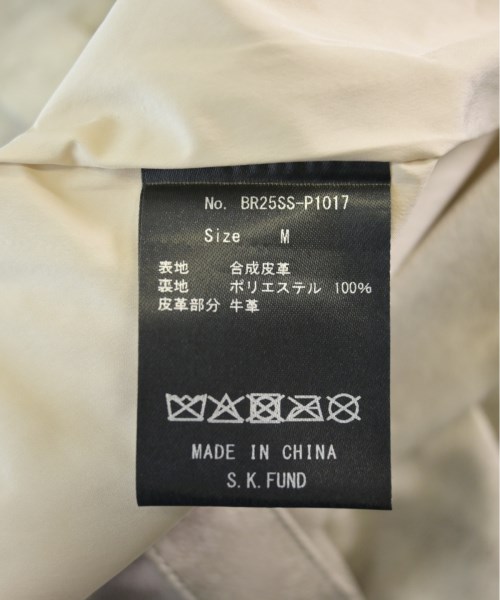 No. BR25SS-P1017
Size M
表地 合成皮革
裏地 ポリエステル 100%
皮革部分 牛革
MADE IN CHINA
S.K.FUND